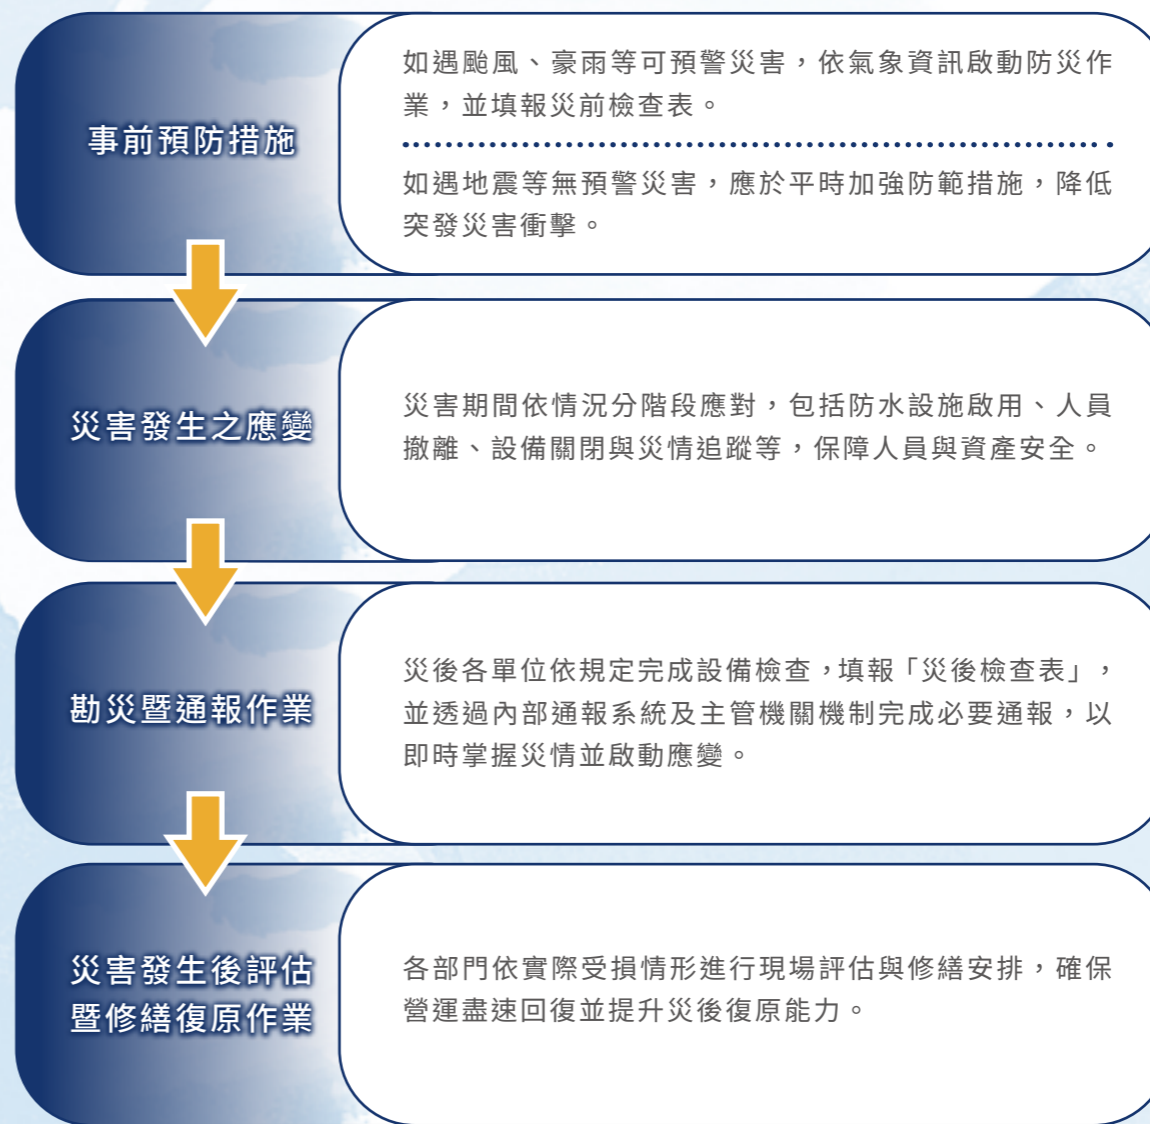 事前預防措施
如遇颱風、豪雨等可預警災害，依氣象資訊啟動防災作
業，並填報災前檢查表。
如遇地震等無預警災害，應於平時加強防範措施，降低
突發災害衝擊。
災害發生之應變
災害期間依情況分階段應對，包括防水設施啟用、人員
撤離、設備關閉與災情追蹤等，保障人員與資產安全。
勘災暨通報作業
災後各單位依規定完成設備檢查，填報「災後檢查表」，
並透過內部通報系統及主管機關機制完成必要通報，以
即時掌握災情並啟動應變。
災害發生後評估
暨修繕復原作業
各部門依實際受損情形進行現場評估與修繕安排，確保
營運盡速回復並提升災後復原能力。